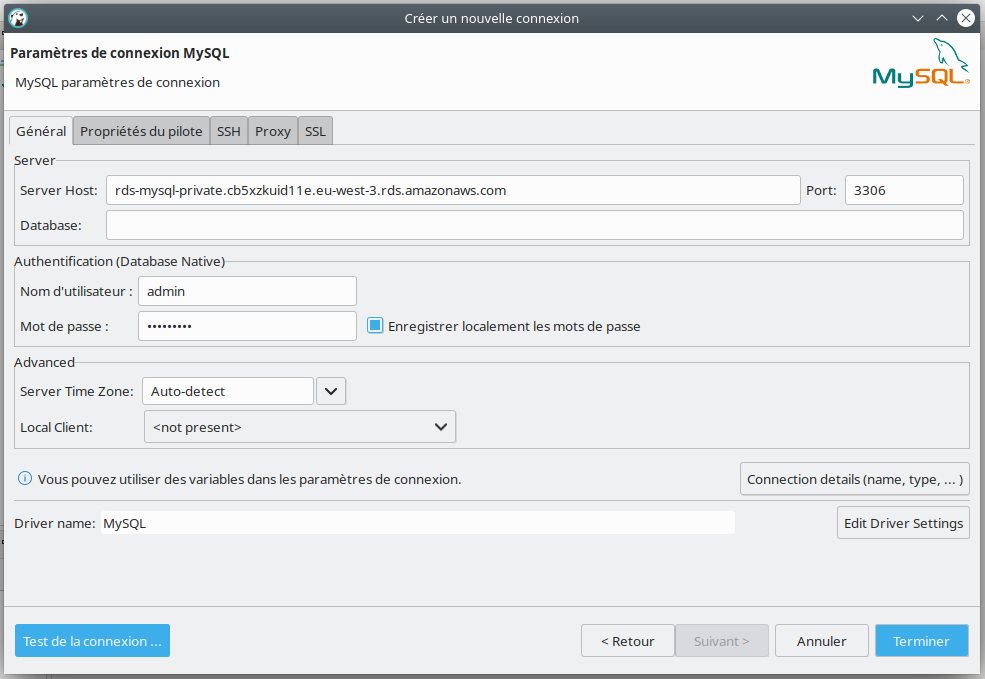 Créer un nouvelle connexion
Paramètres de connexion MySQL
MySQL paramètres de connexion
MySQL®
Général Propriétés du pilote SSH Proxy SSL
Server
Server Host: rds-mysql-private.cb5xzkuid11e.eu-west-3.rds.amazonaws.com Port: 3306
Database:
Authentification (Database Native)
Nom d'utilisateur : admin
Mot de passe : •••••••••
Enregistrer localement les mots de passe
Advanced
Server Time Zone: Auto-detect
Local Client: <not present>
Vous pouvez utiliser des variables dans les paramètres de connexion. Connection details (name, type, ... )
Driver name: MySQL Edit Driver Settings
Test de la connexion ... < Retour Suivant > Annuler Terminer